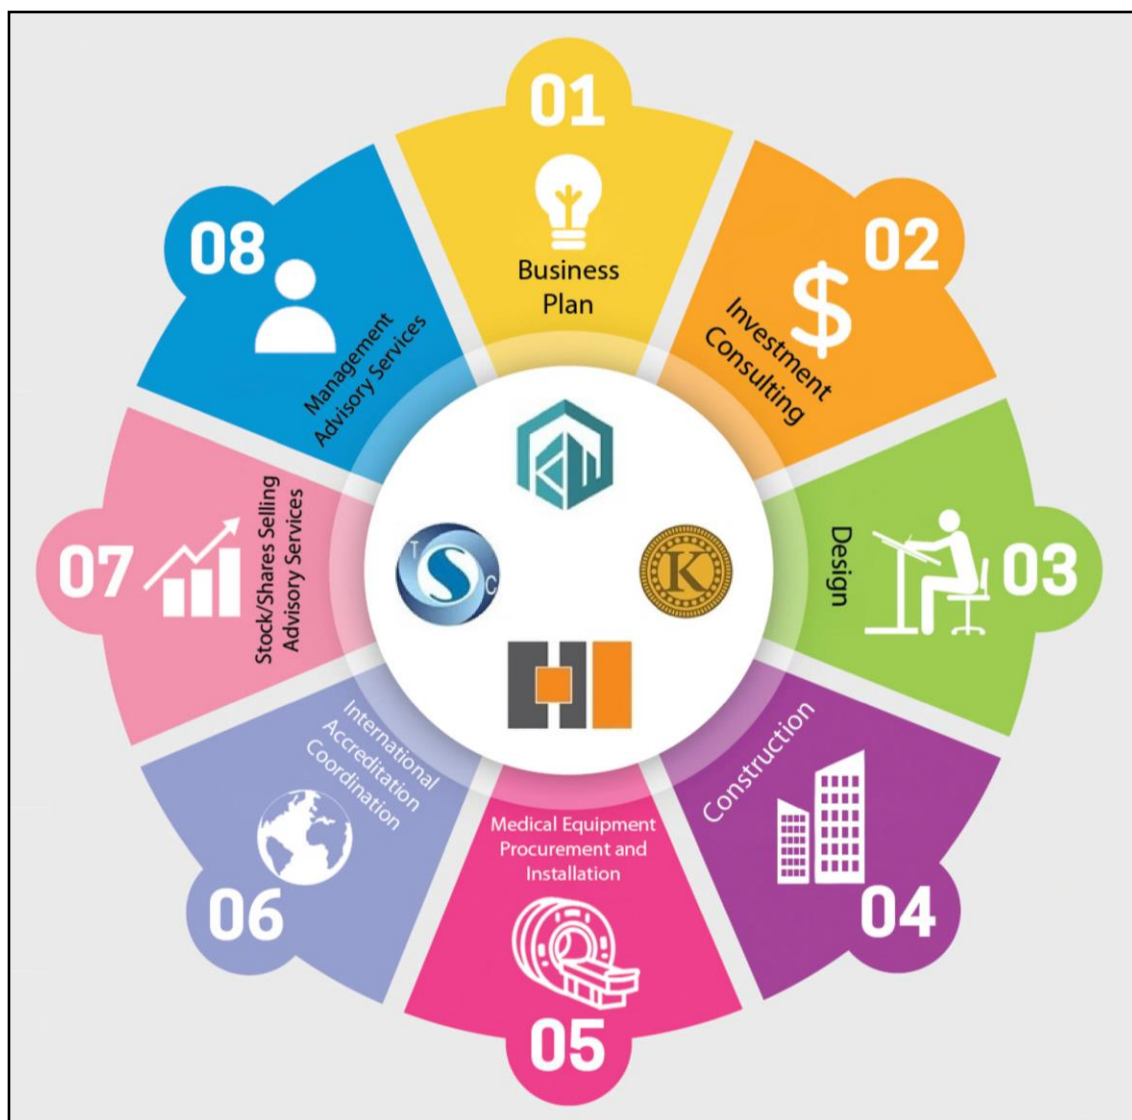 01
Business
Plan
02
Investment
Consulting
03
Design
04
Construction
05
Medical Equipment
Procurement and
Installation
06
International
Accreditation
Coordination
07
Stock/Shares Selling
Advisory Services
08
Management
Advisory Services
KW
T S C
K